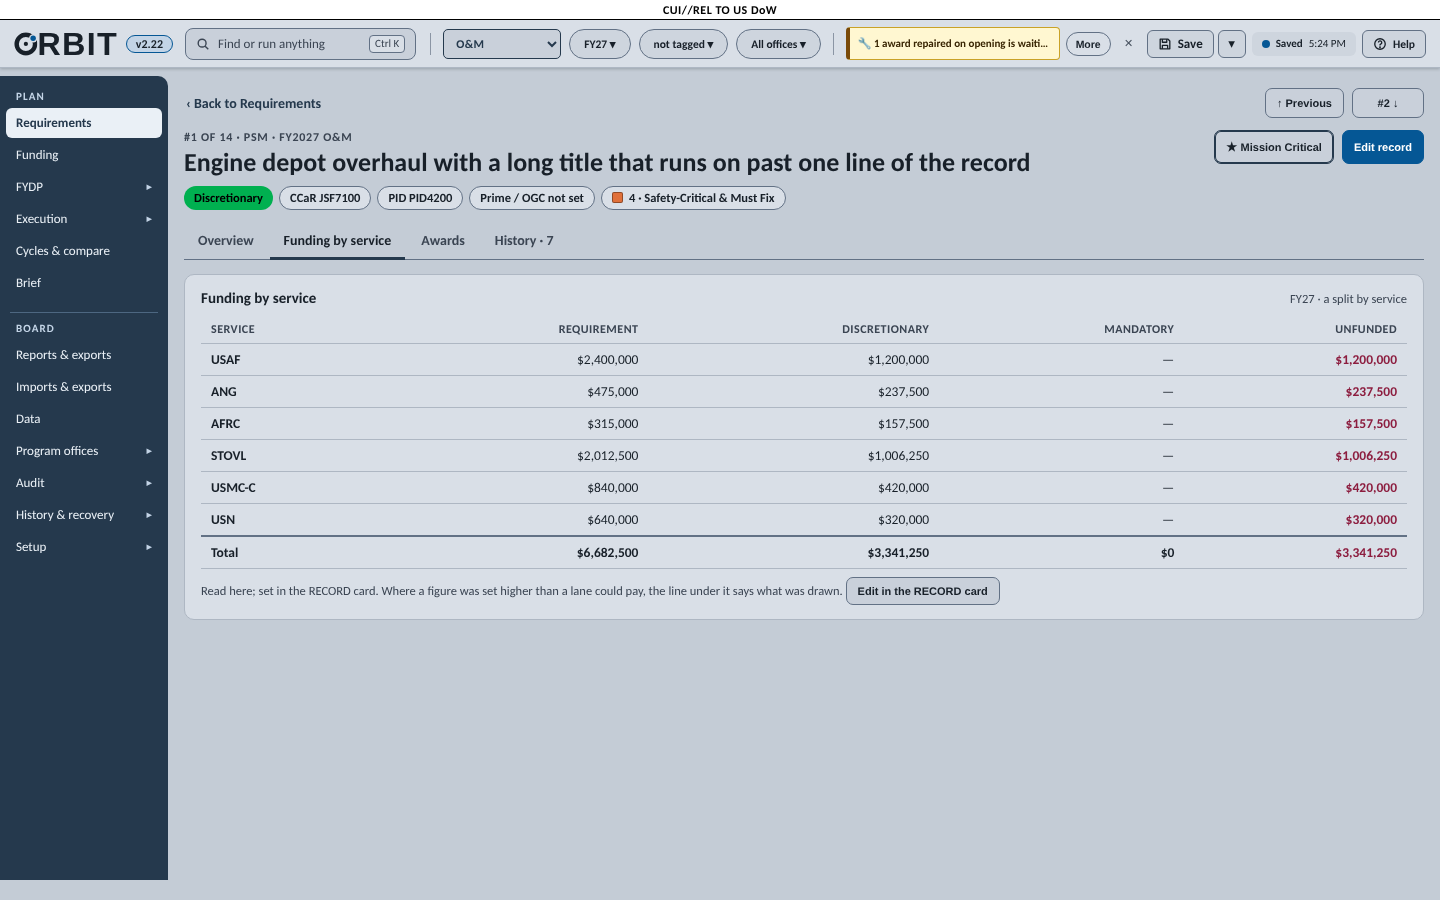 CUI//REL TO US DoW
ORBIT v2.22 Find or run anything Ctrl K O&M FY27 ▾ not tagged ▾ All offices ▾ 🔧 1 award repaired on opening is waiti... More × Save ▾ Saved 5:24 PM Help
PLAN
Requirements
Funding
FYDP ▸
Execution ▸
Cycles & compare
Brief
BOARD
Reports & exports
Imports & exports
Data
Program offices ▸
Audit ▸
History & recovery ▸
Setup ▸
‹ Back to Requirements ↑ Previous #2 ↓
#1 OF 14 · PSM · FY2027 O&M
Engine depot overhaul with a long title that runs on past one line of the record
★ Mission Critical Edit record
Discretionary CCaR JSF7100 PID PID4200 Prime / OGC not set 4 · Safety-Critical & Must Fix
Overview Funding by service Awards History · 7
Funding by service FY27 · a split by service
SERVICE REQUIREMENT DISCRETIONARY MANDATORY UNFUNDED
USAF $2,400,000 $1,200,000 — $1,200,000
ANG $475,000 $237,500 — $237,500
AFRC $315,000 $157,500 — $157,500
STOVL $2,012,500 $1,006,250 — $1,006,250
USMC-C $840,000 $420,000 — $420,000
USN $640,000 $320,000 — $320,000
Total $6,682,500 $3,341,250 $0 $3,341,250
Read here; set in the RECORD card. Where a figure was set higher than a lane could pay, the line under it says what was drawn. Edit in the RECORD card